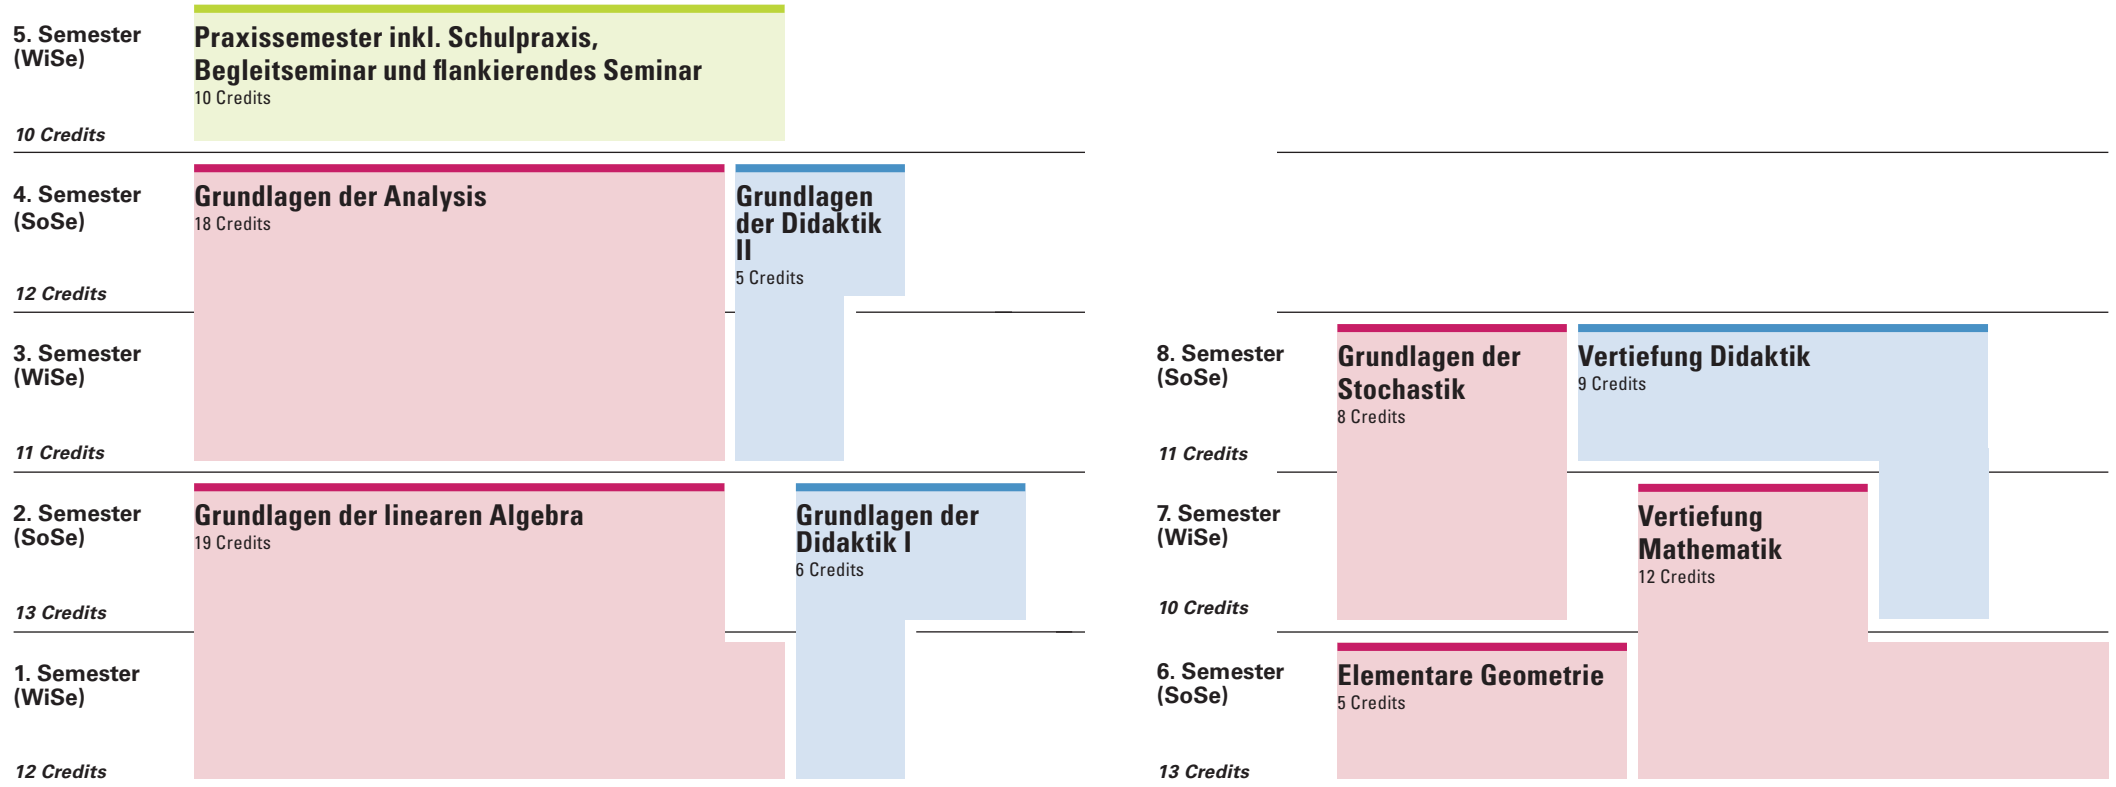 5. Semester
(WiSe)
10 Credits
Praxissemester inkl. Schulpraxis,
Begleitseminar und flankierendes Seminar
10 Credits
4. Semester
(SoSe)
12 Credits
Grundlagen der Analysis
18 Credits
Grundlagen
der Didaktik
II
5 Credits
3. Semester
(WiSe)
11 Credits
2. Semester
(SoSe)
13 Credits
Grundlagen der linearen Algebra
19 Credits
Grundlagen der
Didaktik I
6 Credits
1. Semester
(WiSe)
12 Credits
8. Semester
(SoSe)
11 Credits
Grundlagen der
Stochastik
8 Credits
Vertiefung Didaktik
9 Credits
7. Semester
(WiSe)
10 Credits
Vertiefung
Mathematik
12 Credits
6. Semester
(SoSe)
13 Credits
Elementare Geometrie
5 Credits